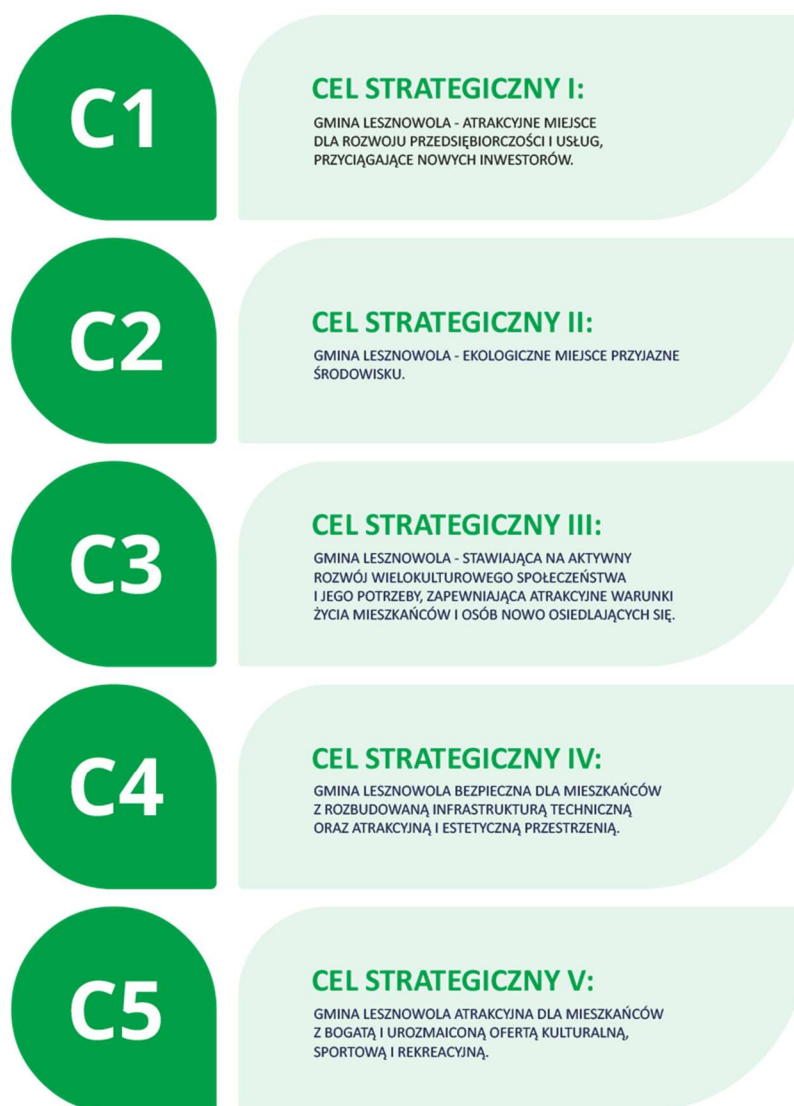 C1
CEL STRATEGICZNY I:
GMINA LESZNOWOLA - ATRAKCYJNE MIEJSCE
DLA ROZWOJU PRZEDSIĘBIORCZOŚCI I USŁUG,
PRZYCIĄGAJĄCE NOWYCH INWESTORÓW.
C2
CEL STRATEGICZNY II:
GMINA LESZNOWOLA - EKOLOGICZNE MIEJSCE PRZYJAZNE
ŚRODOWISKU.
C3
CEL STRATEGICZNY III:
GMINA LESZNOWOLA - STAWIAJĄCA NA AKTYWNY
ROZWÓJ WIELOKULTUROWEGO SPOŁECZEŃSTWA
I JEGO POTRZEBY, ZAPEWNIAJĄCA ATRAKCYJNE WARUNKI
ŻYCIA MIESZKAŃCÓW I OSÓB NOWO OSIEDLAJĄCYCH SIĘ.
C4
CEL STRATEGICZNY IV:
GMINA LESZNOWOLA BEZPIECZNA DLA MIESZKAŃCÓW
Z ROZBUDOWANĄ INFRASTRUKTURĄ TECHNICZNĄ
ORAZ ATRAKCYJNĄ I ESTETYCZNĄ PRZESTRZENIĄ.
C5
CEL STRATEGICZNY V:
GMINA LESZNOWOLA ATRAKCYJNA DLA MIESZKAŃCÓW
Z BOGATĄ I UROZMAICONĄ OFERTĄ KULTURALNĄ,
SPORTOWĄ I REKREACYJNĄ.